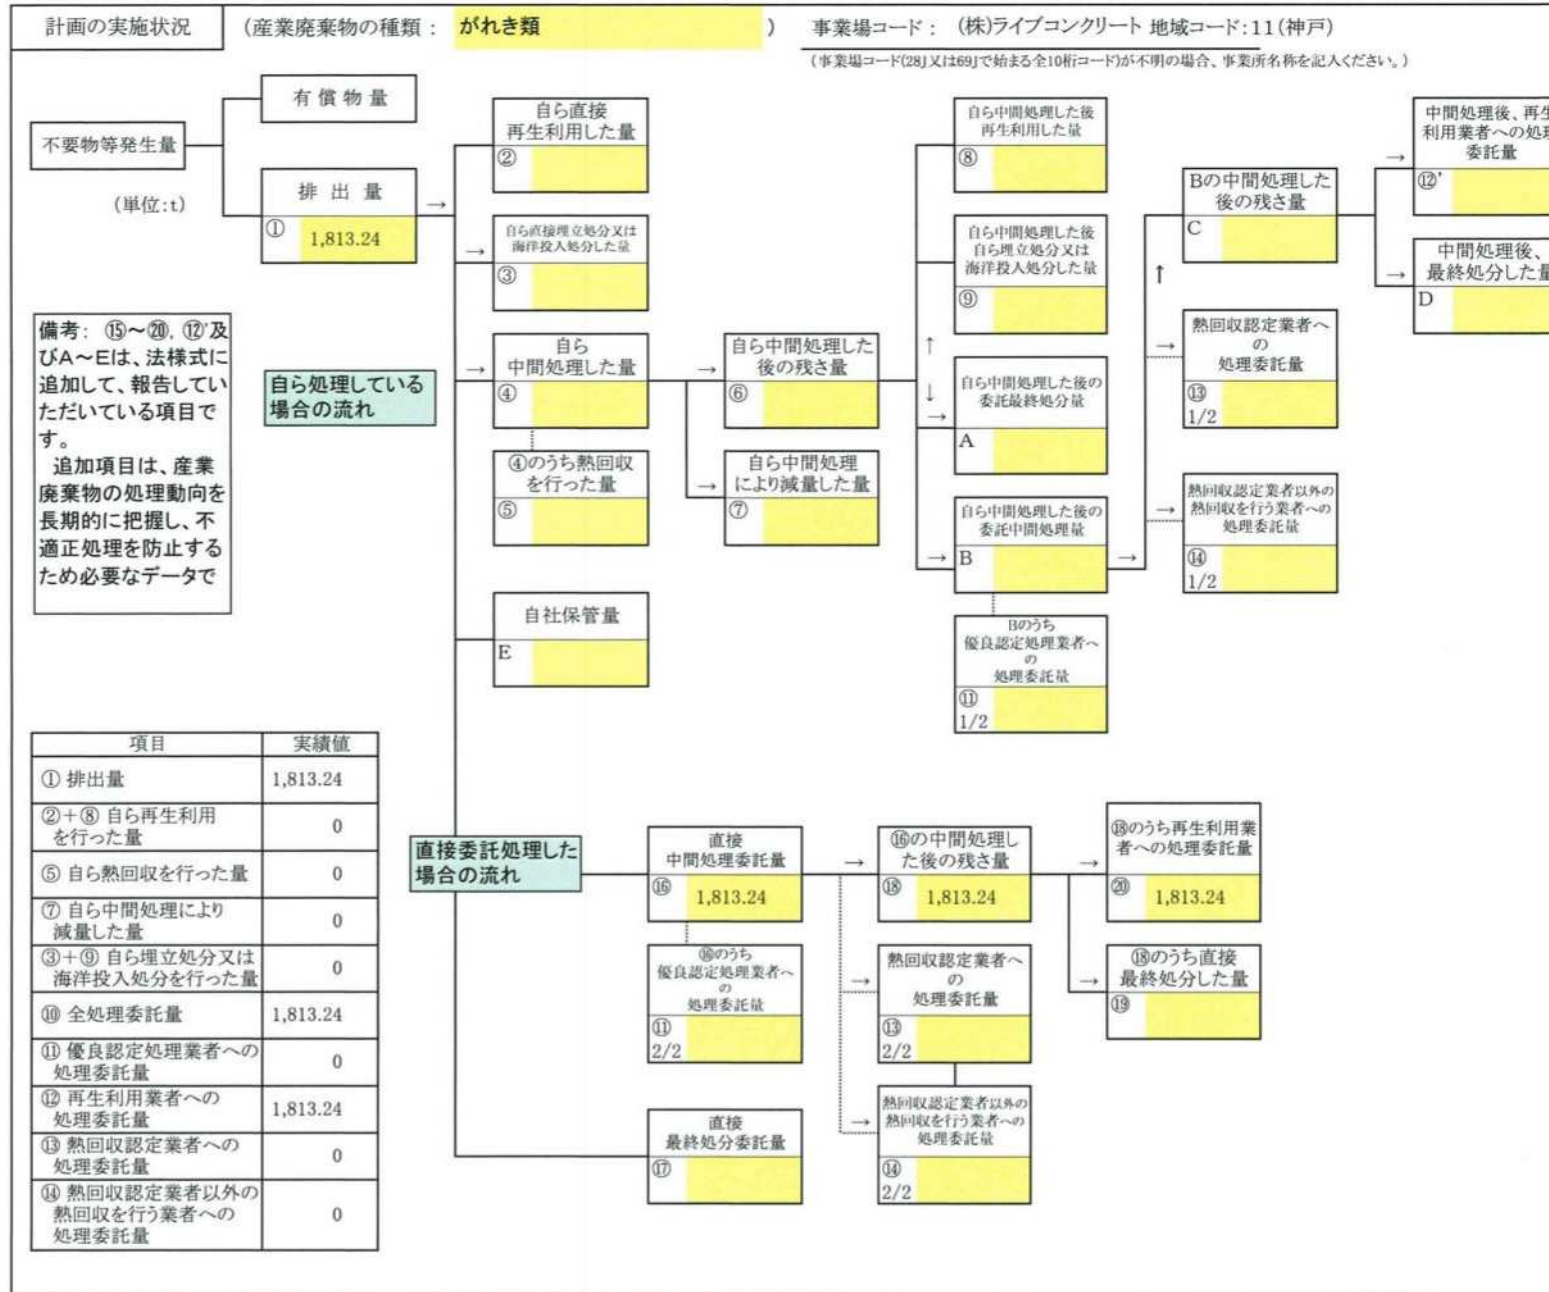 計画の実施状況
(産業廃棄物の種類: がれき類 )
事業場コード: (株)ライブコンクリート 地域コード:11(神戸)
(事業場コード(28」又は69」で始まる全10桁コード)が不明の場合、事業所名称を記入ください。)
不要物等発生量
(単位:t)
有償物量
排出量
① 1,813.24
→
自ら直接
再生利用した量
②
→
自ら直接埋立処分又は
海洋投入処分した量
③
→
自ら
中間処理した量
④
④のうち熱回収
を行った量
⑤
自社保管量
E
→
自ら中間処理した
後の残さ量
⑥
→
自ら中間処理
により減量した量
⑦
自ら中間処理した後
再生利用した量
⑧
自ら中間処理した後
自ら埋立処分又は
海洋投入処分した量
⑨
↑
↓
→
自ら中間処理した後の
委託最終処分量
A
→
自ら中間処理した後の
委託中間処理量
B
→
Bのうち
優良認定処理業者へ
の
処理委託量
⑪
1/2
Bの中間処理した
後の残さ量
C
↑
→
熱回収認定業者へ
の
処理委託量
⑬
1/2
→
熱回収認定業者以外の
熱回収を行う業者への
処理委託量
⑭
1/2
→
中間処理後、再生
利用業者への処理
委託量
⑫'
→
中間処理後、
最終処分した量
D
備考: ⑮～⑳, ⑫'及
びA～Eは、法様式に
追加して、報告してい
ただいている項目で
す。
追加項目は、産業
廃棄物の処理動向を
長期的に把握し、不
適正処理を防止する
ため必要なデータで
自ら処理している
場合の流れ
項目 実績値
① 排出量 1,813.24
②+⑧ 自ら再生利用
を行った量 0
⑤ 自ら熱回収を行った量 0
⑦ 自ら中間処理により
減量した量 0
③+⑨ 自ら埋立処分又は
海洋投入処分を行った量 0
⑩ 全処理委託量 1,813.24
⑪ 優良認定処理業者への
処理委託量 0
⑫ 再生利用業者への
処理委託量 1,813.24
⑬ 熱回収認定業者への
処理委託量 0
⑭ 熱回収認定業者以外の
熱回収を行う業者への
処理委託量 0
直接委託処理した
場合の流れ
直接
中間処理委託量
⑯ 1,813.24
→
⑯のうち
優良認定処理業者へ
の
処理委託量
⑪
2/2
直接
最終処分委託量
⑰
⑯の中間処理し
た後の残さ量
⑱ 1,813.24
→
→
熱回収認定業者へ
の
処理委託量
⑬
2/2
→
熱回収認定業者以外の
熱回収を行う業者への
処理委託量
⑭
2/2
⑱のうち再生利用業
者への処理委託量
⑳ 1,813.24
→
⑱のうち直接
最終処分した量
⑲